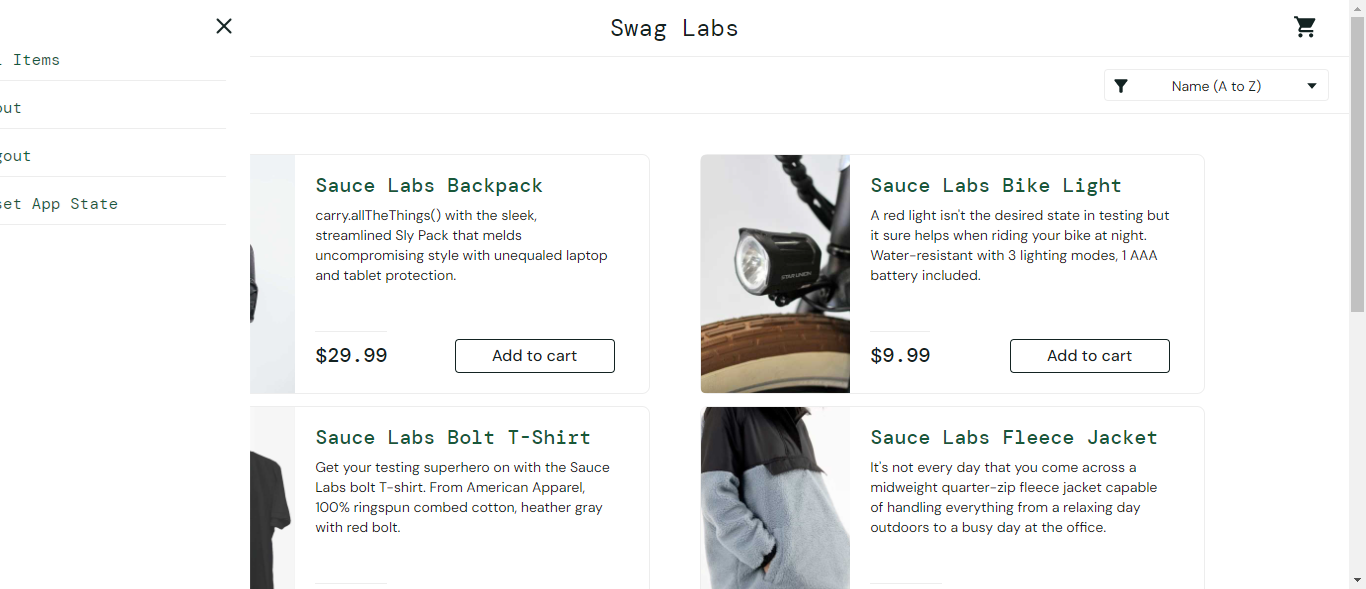 Swag Labs
Items
out
gout
set App State
Name (A to Z)
Sauce Labs Backpack
carry.allTheThings() with the sleek,
streamlined Sly Pack that melds
uncompromising style with unequaled laptop
and tablet protection.
$29.99
Add to cart
Sauce Labs Bike Light
A red light isn't the desired state in testing but
it sure helps when riding your bike at night.
Water-resistant with 3 lighting modes, 1 AAA
battery included.
STAR UNION
$9.99
Add to cart
Sauce Labs Bolt T-Shirt
Get your testing superhero on with the Sauce
Labs bolt T-shirt. From American Apparel,
100% ringspun combed cotton, heather gray
with red bolt.
Sauce Labs Fleece Jacket
It's not every day that you come across a
midweight quarter-zip fleece jacket capable
of handling everything from a relaxing day
outdoors to a busy day at the office.